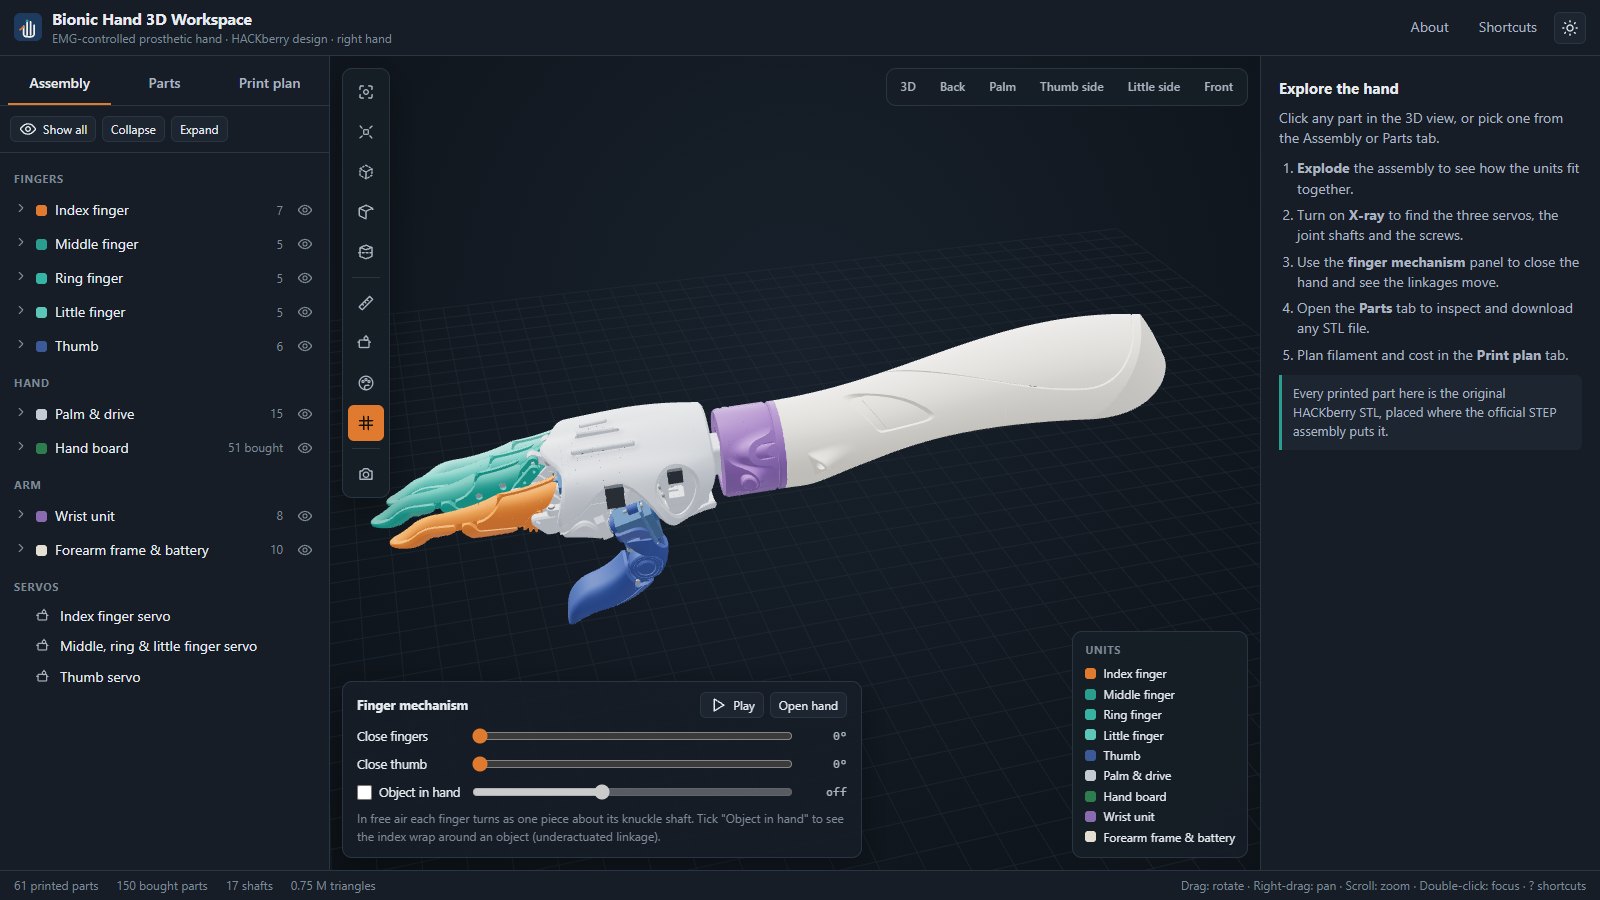 Bionic Hand 3D Workspace
EMG-controlled prosthetic hand · HACKberry design · right hand
About
Shortcuts
Assembly
Parts
Print plan
Show all
Collapse
Expand
FINGERS
Index finger 7
Middle finger 5
Ring finger 5
Little finger 5
Thumb 6
HAND
Palm & drive 15
Hand board 51 bought
ARM
Wrist unit 8
Forearm frame & battery 10
SERVOS
Index finger servo
Middle, ring & little finger servo
Thumb servo
3D
Back
Palm
Thumb side
Little side
Front
Finger mechanism
Play
Open hand
Close fingers 0°
Close thumb 0°
Object in hand off
In free air each finger turns as one piece about its knuckle shaft. Tick "Object in hand" to see
the index wrap around an object (underactuated linkage).
UNITS
Index finger
Middle finger
Ring finger
Little finger
Thumb
Palm & drive
Hand board
Wrist unit
Forearm frame & battery
Explore the hand
Click any part in the 3D view, or pick one from
the Assembly or Parts tab.
1. Explode the assembly to see how the units fit
together.
2. Turn on X-ray to find the three servos, the
joint shafts and the screws.
3. Use the finger mechanism panel to close the
hand and see the linkages move.
4. Open the Parts tab to inspect and download
any STL file.
5. Plan filament and cost in the Print plan tab.
Every printed part here is the original
HACKberry STL, placed where the official STEP
assembly puts it.
61 printed parts
150 bought parts
17 shafts
0.75 M triangles
Drag: rotate · Right-drag: pan · Scroll: zoom · Double-click: focus · ? shortcuts